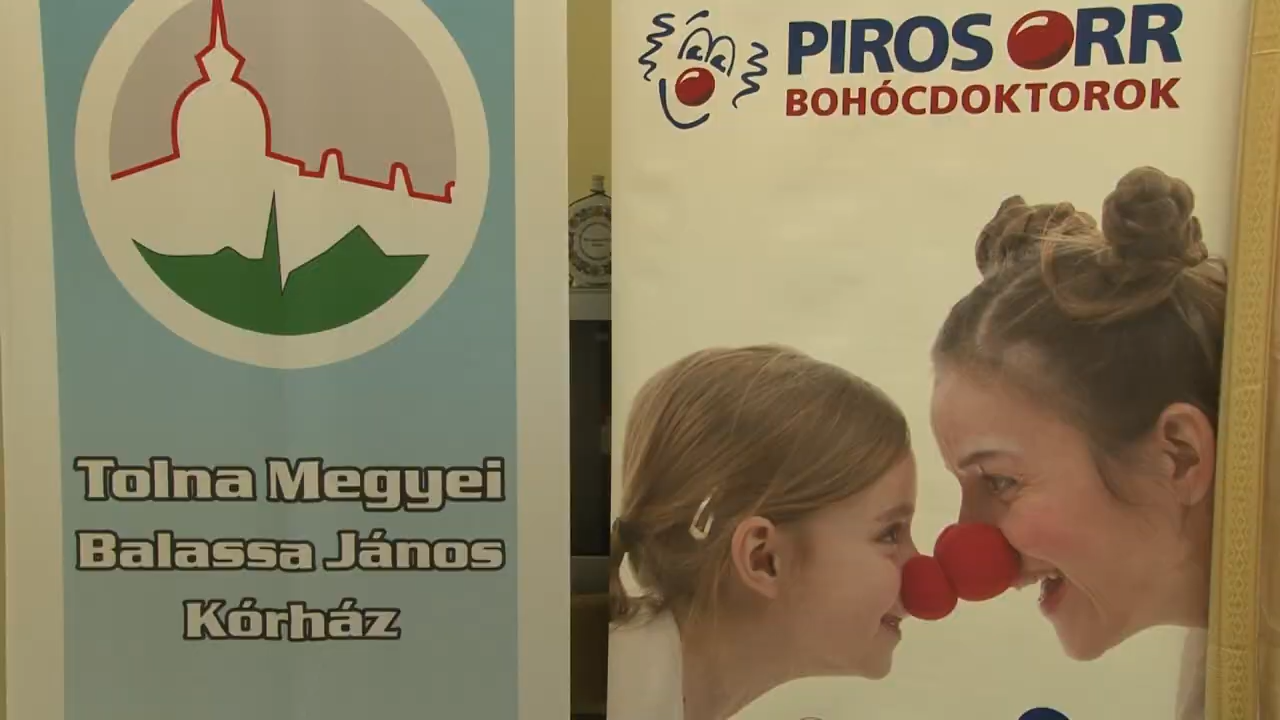 Tolna Megyei
Balassa János
Kórház
PIROS ORR
BOHÓCDOKTOROK